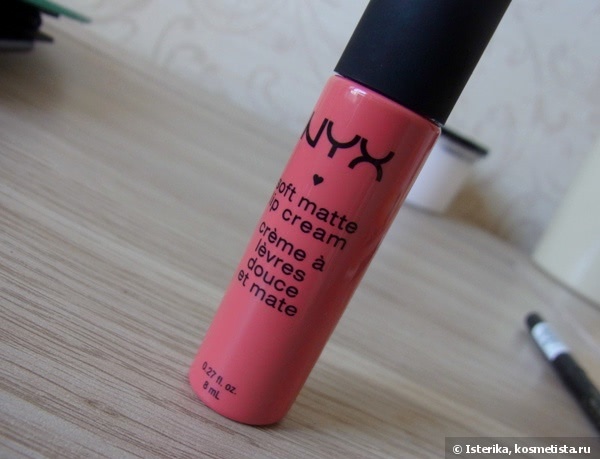 NYX
soft matte
lip cream
crème à
lèvres
douce
et mate
0.27 fl. oz.
8 mL
© Isterika, kosmetista.ru